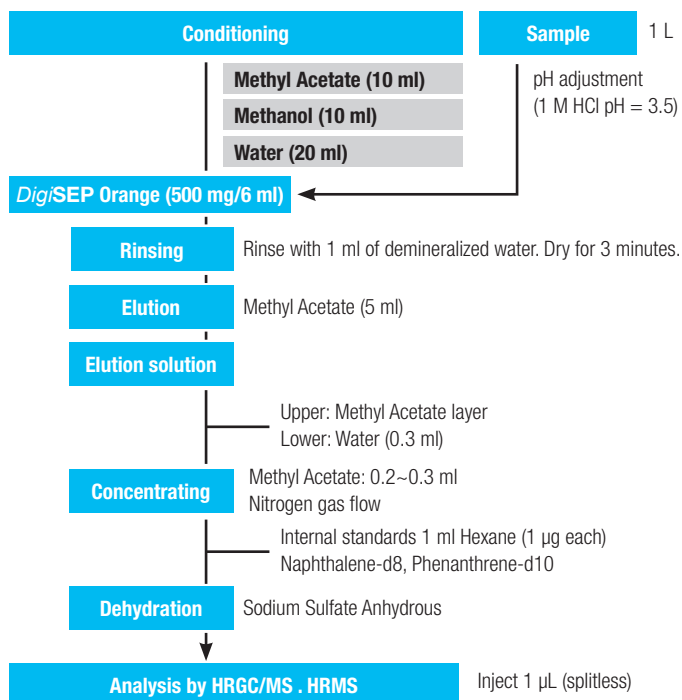 Conditioning
Sample
1 L
Methyl Acetate (10 ml)
Methanol (10 ml)
Water (20 ml)
pH adjustment
(1 M HCl pH = 3.5)
DigiSEP Orange (500 mg/6 ml)
Rinsing
Rinse with 1 ml of demineralized water. Dry for 3 minutes.
Elution
Methyl Acetate (5 ml)
Elution solution
Upper: Methyl Acetate layer
Lower: Water (0.3 ml)
Concentrating
Methyl Acetate: 0.2~0.3 ml
Nitrogen gas flow
Internal standards 1 ml Hexane (1 µg each)
Naphthalene-d8, Phenanthrene-d10
Dehydration
Sodium Sulfate Anhydrous
Analysis by HRGC/MS . HRMS
Inject 1 µL (splitless)